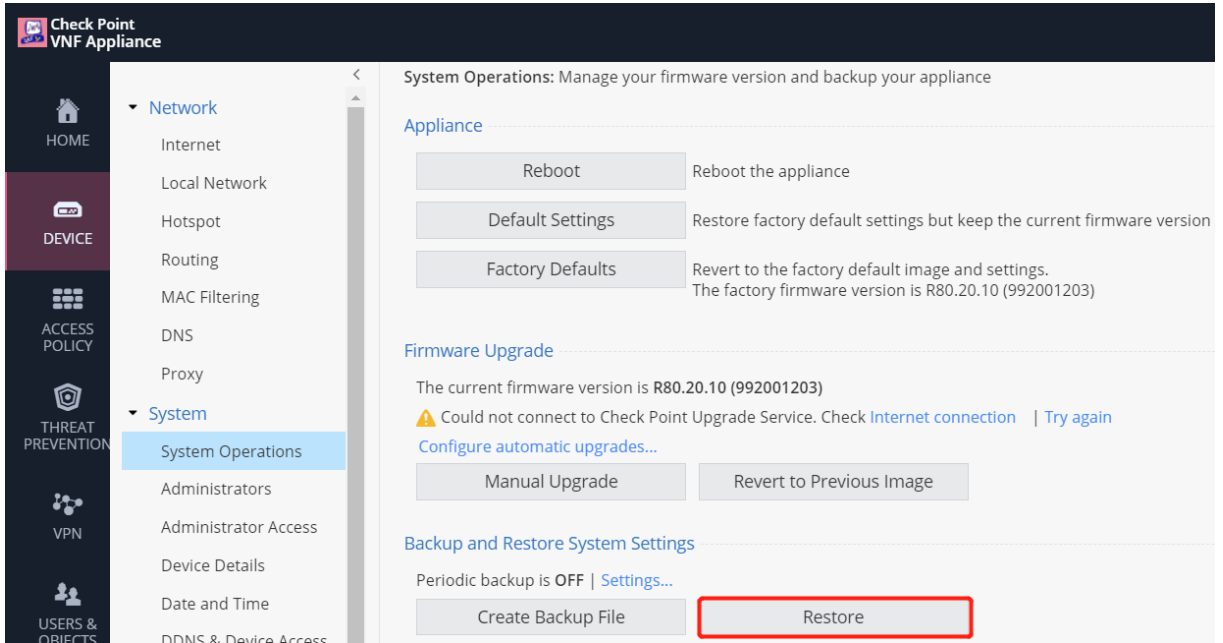 Check Point
VNF Appliance
HOME
DEVICE
ACCESS
POLICY
THREAT
PREVENTION
VPN
USERS &
OBJECTS
Network
Internet
Local Network
Hotspot
Routing
MAC Filtering
DNS
Proxy
System
System Operations
Administrators
Administrator Access
Device Details
Date and Time
DDNS & Device Access
System Operations: Manage your firmware version and backup your appliance
Appliance
Reboot Reboot the appliance
Default Settings Restore factory default settings but keep the current firmware version
Factory Defaults Revert to the factory default image and settings.
The factory firmware version is R80.20.10 (992001203)
Firmware Upgrade
The current firmware version is R80.20.10 (992001203)
Could not connect to Check Point Upgrade Service. Check Internet connection | Try again
Configure automatic upgrades...
Manual Upgrade Revert to Previous Image
Backup and Restore System Settings
Periodic backup is OFF | Settings...
Create Backup File Restore